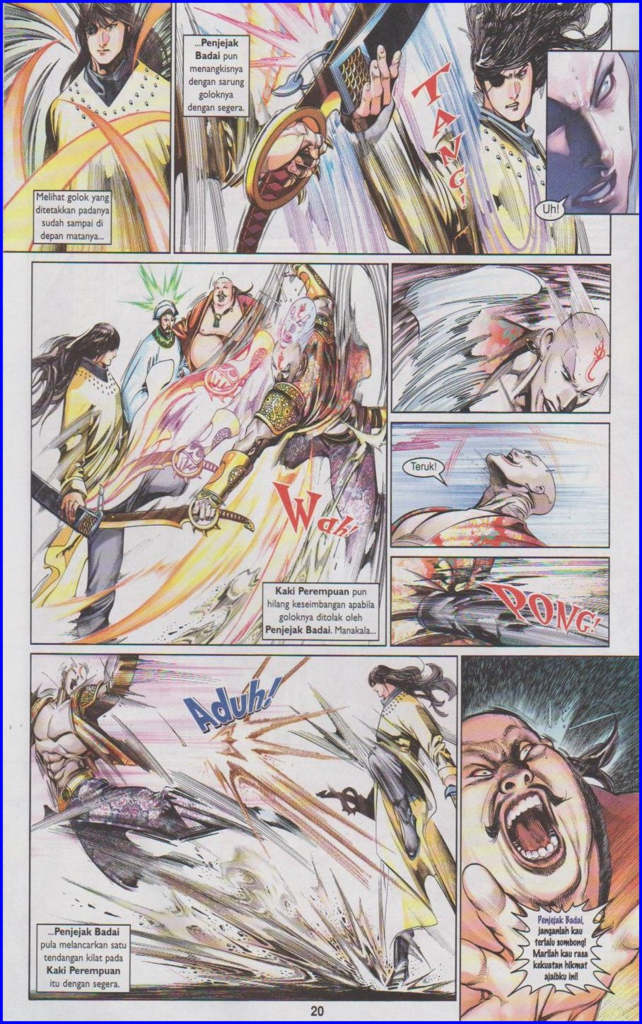 Melihat golok yang
ditetakkan padanya
sudah sampai di
depan matanya...
...Penjejak
Badai pun
menangkisnya
dengan sarung
goloknya
dengan segera.
TANG!
Uh!
Wah!
Kaki Perempuan pun
hilang keseimbangan apabila
goloknya ditolak oleh
Penjejak Badai. Manakala...
Teruk!
PONG!
Aduh!
...Penjejak Badai
pula melancarkan satu
tendangan kilat pada
Kaki Perempuan
itu dengan segera.
Penjejak Badai,
janganlah kau
terlalu sombong!
Marilah kau rasa
kekuatan hikmat
ajaibku ini!
20